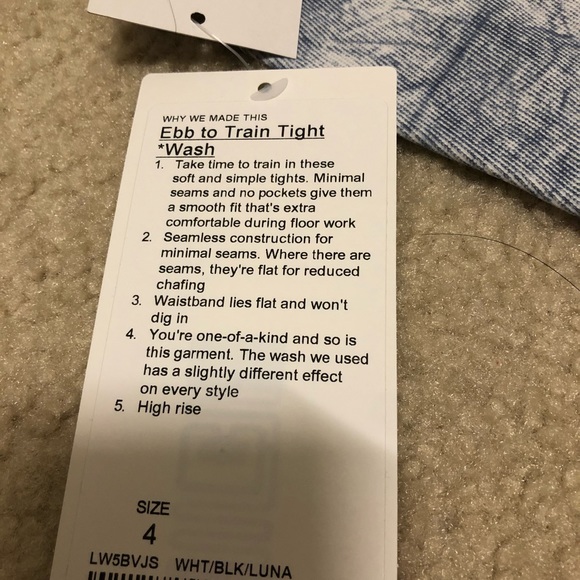 WHY WE MADE THIS
Ebb to Train Tight
*Wash
1. Take time to train in these
soft and simple tights. Minimal
seams and no pockets give them
a smooth fit that's extra
comfortable during floor work
2. Seamless construction for
minimal seams. Where there are
seams, they're flat for reduced
chafing
3. Waistband lies flat and won't
dig in
4. You're one-of-a-kind and so is
this garment. The wash we used
has a slightly different effect
on every style
5. High rise
SIZE
4
LW5BVJS WHT/BLK/LUNA